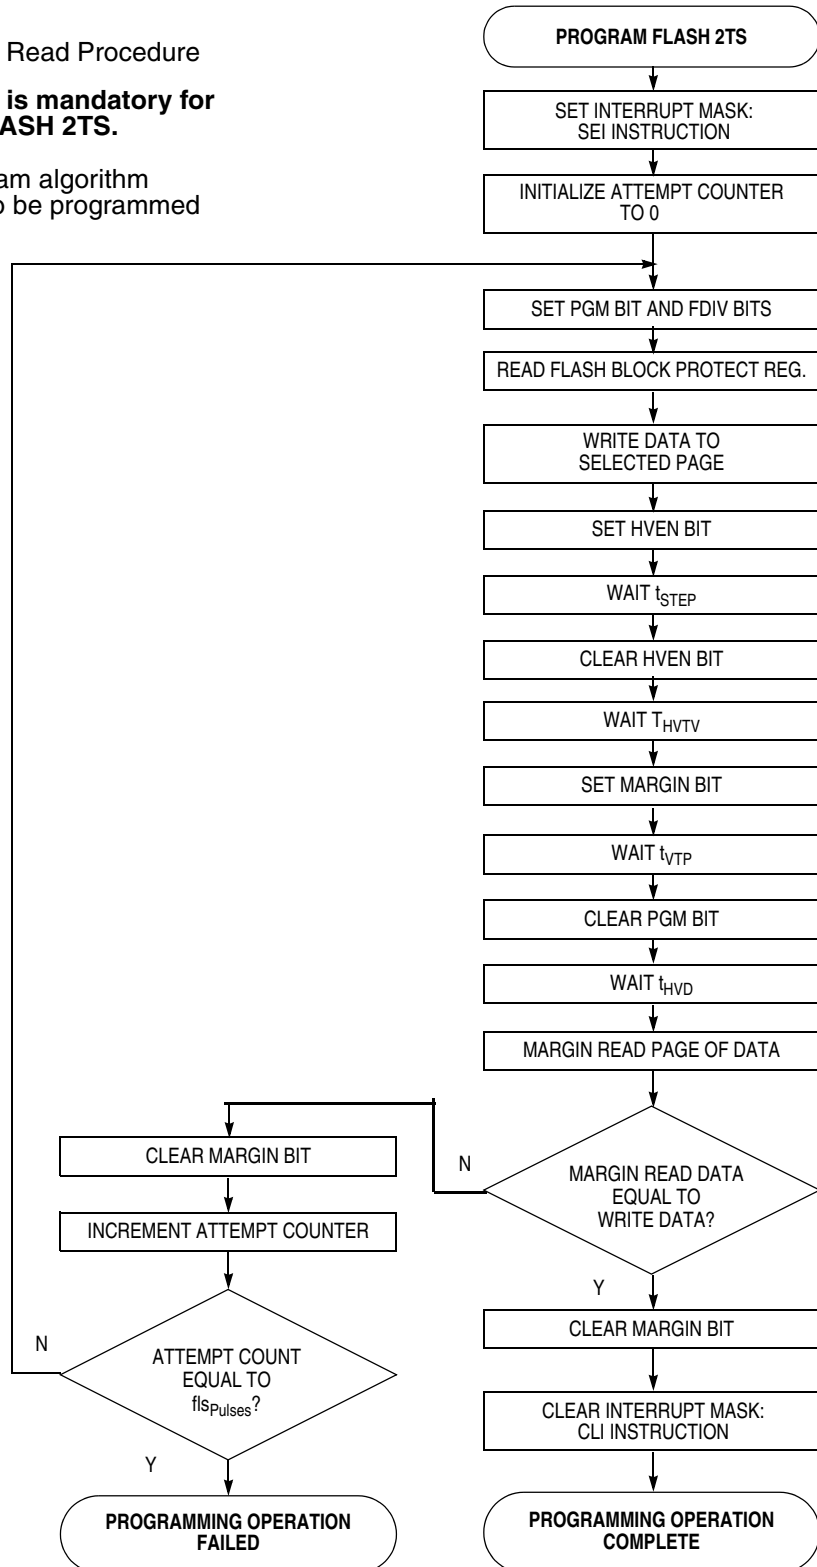 Read Procedure
is mandatory for
ASH 2TS.
am algorithm
o be programmed
PROGRAM FLASH 2TS
SET INTERRUPT MASK:
SEI INSTRUCTION
INITIALIZE ATTEMPT COUNTER
TO 0
SET PGM BIT AND FDIV BITS
READ FLASH BLOCK PROTECT REG.
WRITE DATA TO
SELECTED PAGE
SET HVEN BIT
WAIT tSTEP
CLEAR HVEN BIT
WAIT THVTV
SET MARGIN BIT
WAIT tVTP
CLEAR PGM BIT
WAIT tHVD
MARGIN READ PAGE OF DATA
MARGIN READ DATA
EQUAL TO
WRITE DATA?
N
Y
CLEAR MARGIN BIT
INCREMENT ATTEMPT COUNTER
ATTEMPT COUNT
EQUAL TO
flsPulses?
N
Y
PROGRAMMING OPERATION
FAILED
CLEAR MARGIN BIT
CLEAR INTERRUPT MASK:
CLI INSTRUCTION
PROGRAMMING OPERATION
COMPLETE